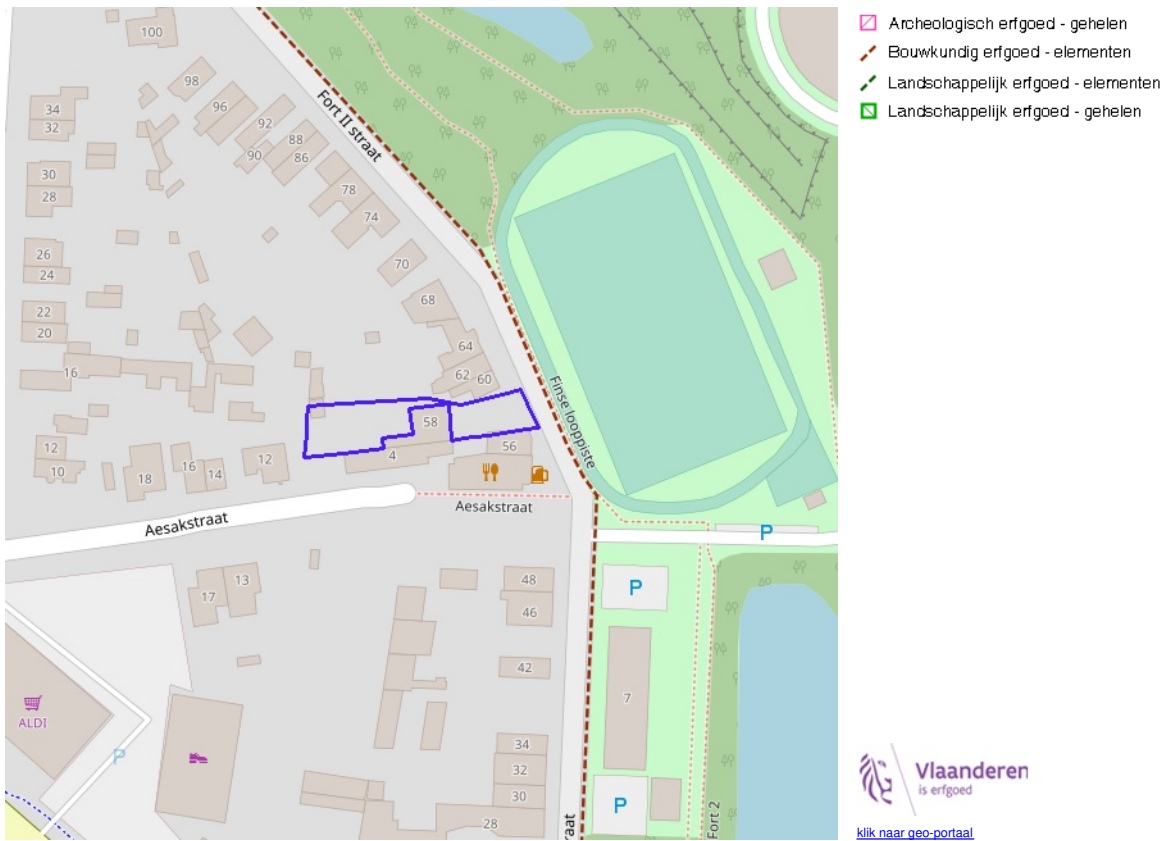 Archeologisch erfgoed - gehelen
Bouwkundig erfgoed - elementen
Landschappelijk erfgoed - elementen
Landschappelijk erfgoed - gehelen
100
98
96
92
90
88
86
78
74
70
68
64
62
60
58
56
4
34
32
30
28
26
24
22
20
16
12
10
18
16
14
12
Fort II straat
Finse looppiste
Aesakstraat
Aesakstraat
P
P
P
P
13
17
48
46
42
34
32
30
28
7
ALDI
raat
Fort 2
Vlaanderen
is erfgoed
klik naar geo-portaal